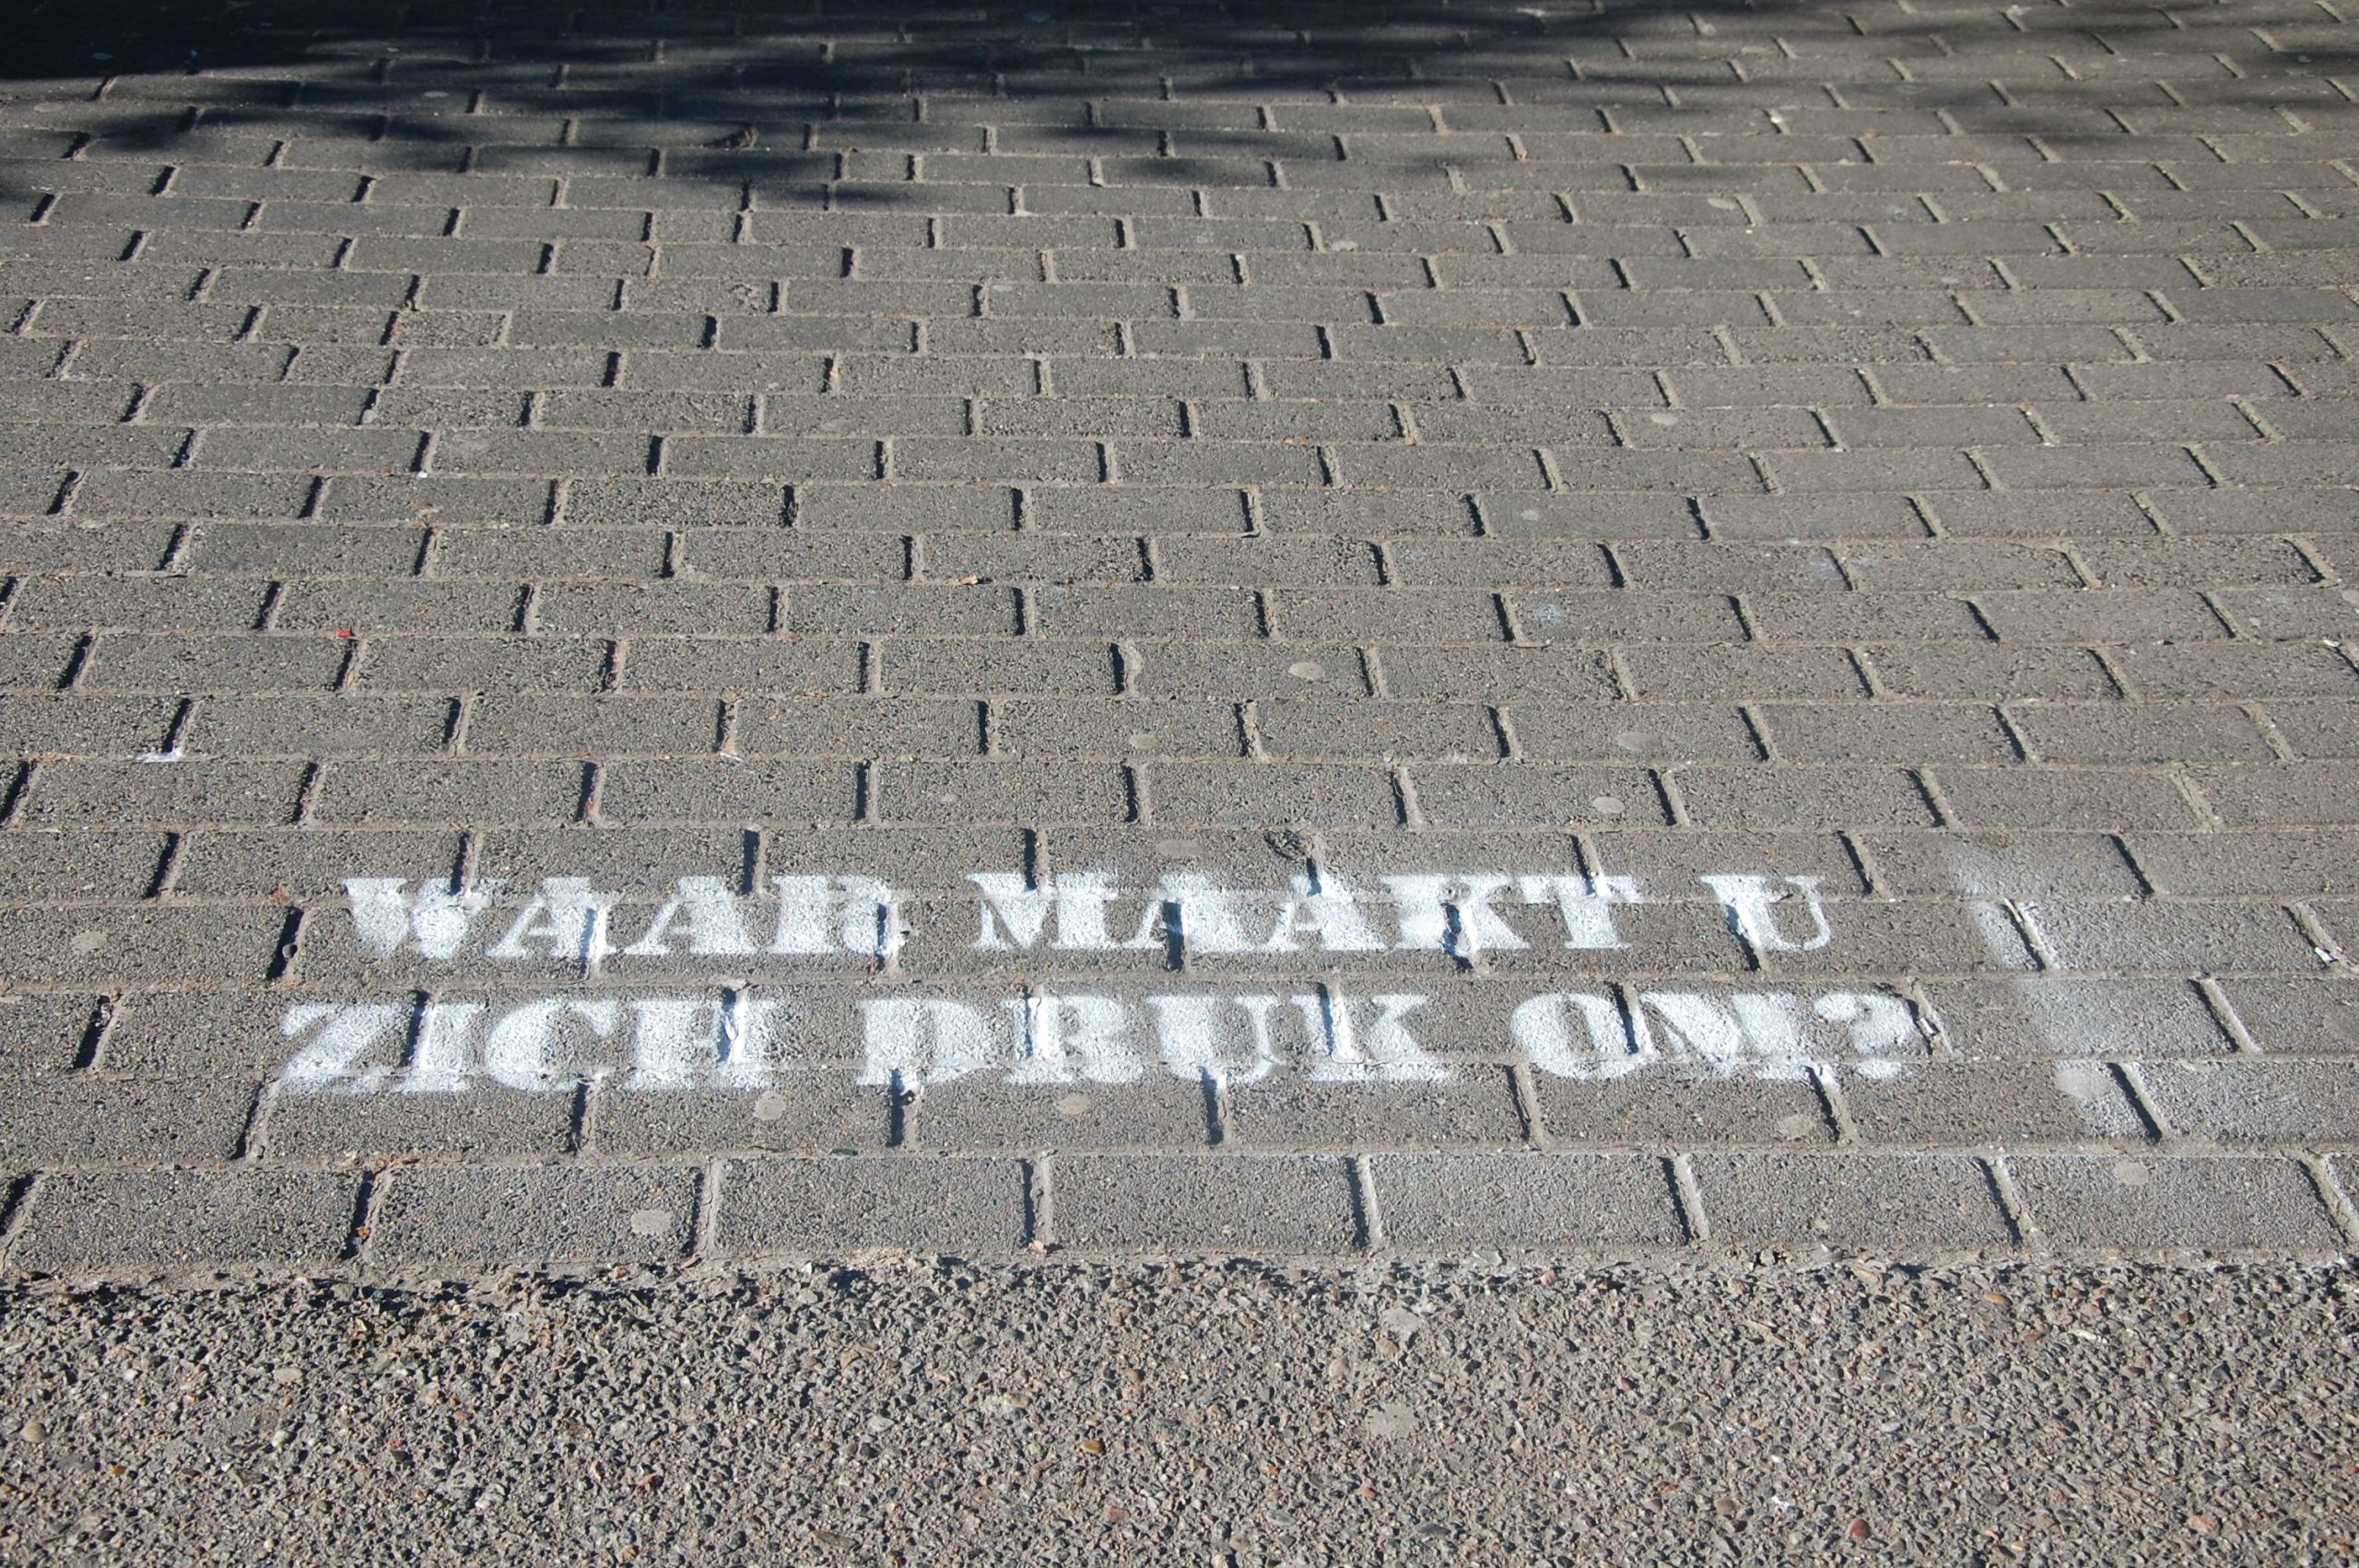 WAAR MAAKT U
ZICH DRUK OM?